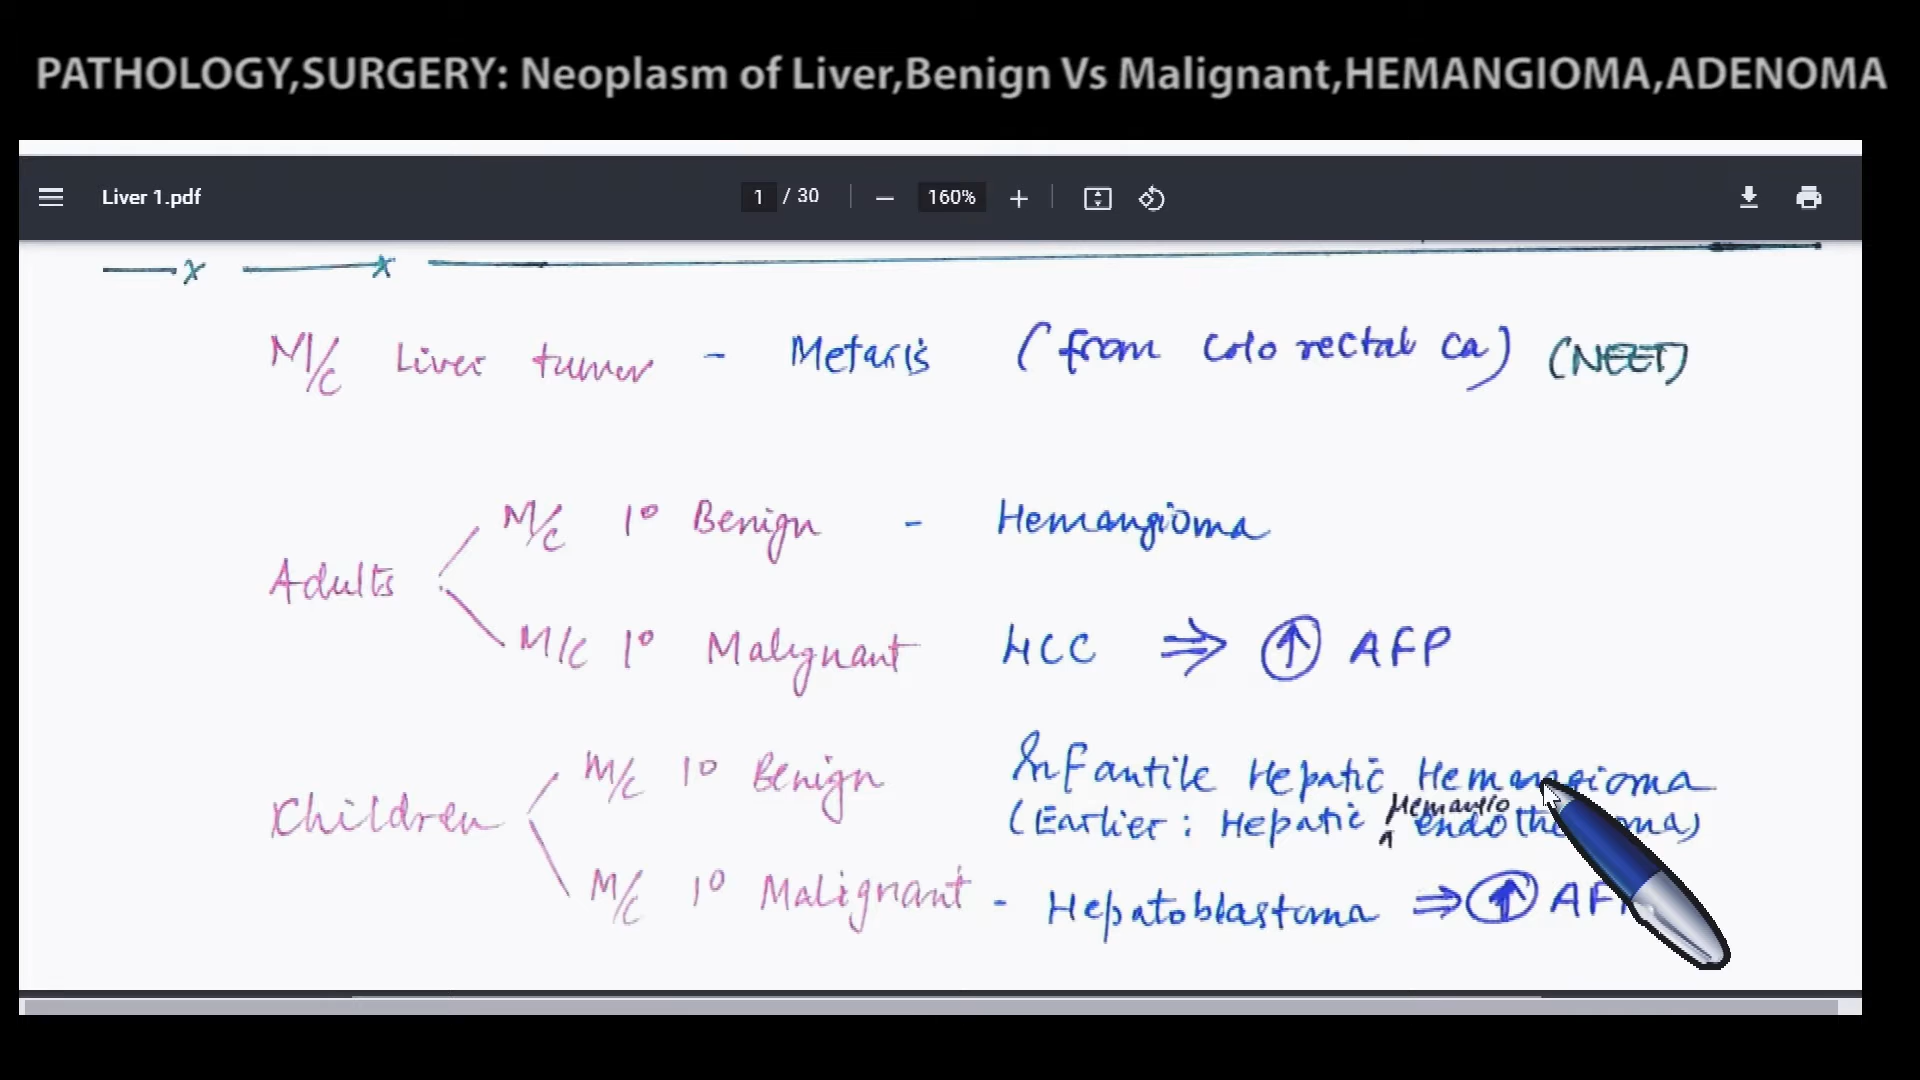 PATHOLOGY,SURGERY: Neoplasm of Liver,Benign Vs Malignant,HEMANGIOMA,ADENOMA
Liver 1.pdf
1 / 30
160%
M/C Liver tumor - Metas (from Colo rectal Ca) (NEET)
M/C 1° Benign - Hemangioma
Adults
M/C 1° Malignant HCC ⇒ ↑ AFP
M/C 1° Benign Infantile Hepatic Hemangioma
Children
(Earlier: Hepatic Hemangio endothelioma)
M/C 1° Malignant - Hepatoblastoma ⇒ ↑ AFP